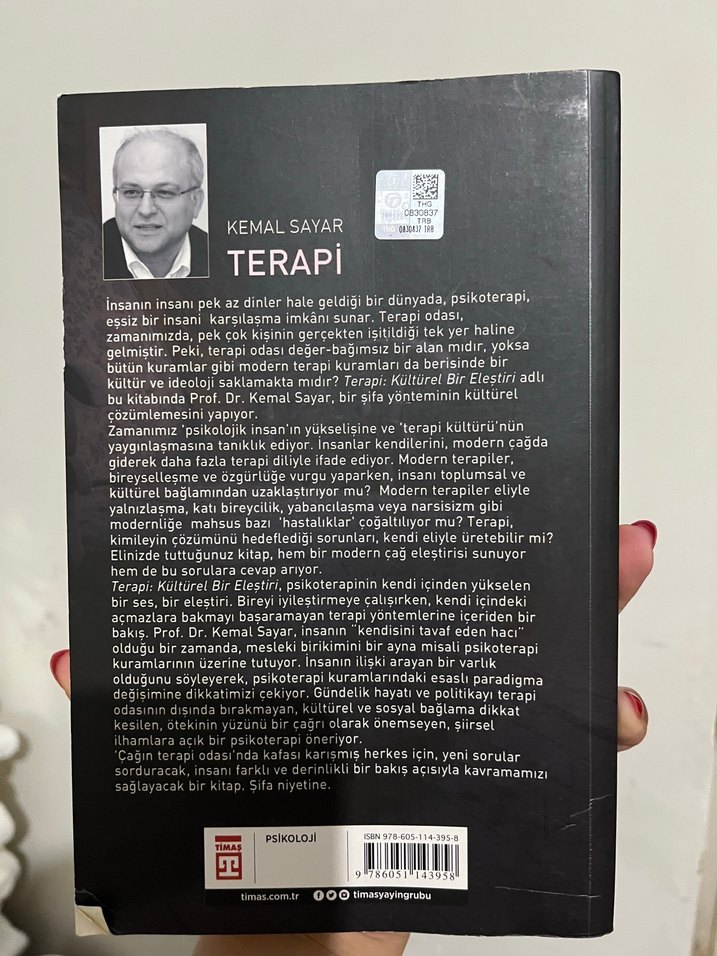 THG
0830837
TRB
THG 0830837 TRB
KEMAL SAYAR
TERAPİ
İnsanın insanı pek az dinler hale geldiği bir dünyada, psikoterapi,
eşsiz bir insani karşılaşma imkânı sunar. Terapi odası,
zamanımızda, pek çok kişinin gerçekten işitildiği tek yer haline
gelmiştir. Peki, terapi odası değer-bağımsız bir alan mıdır, yoksa
bütün kuramlar gibi modern terapi kuramları da berisinde bir
kültür ve ideoloji saklamakta mıdır? Terapi: Kültürel Bir Eleştiri adlı
bu kitabında Prof. Dr. Kemal Sayar, bir şifa yönteminin kültürel
çözümlemesini yapıyor.
Zamanımız 'psikolojik insan'ın yükselişine ve 'terapi kültürü'nün
yaygınlaşmasına tanıklık ediyor. İnsanlar kendilerini, modern çağda
giderek daha fazla terapi diliyle ifade ediyor. Modern terapiler,
bireyselleşme ve özgürlüğe vurgu yaparken, insanı toplumsal ve
kültürel bağlamından uzaklaştırıyor mu? Modern terapiler eliyle
yalnızlaşma, katı bireycilik, yabancılaşma veya narsisizm gibi
modernliğe mahsus bazı 'hastalıklar' çoğaltılıyor mu? Terapi,
kimileyin çözümünü hedeflediği sorunları, kendi eliyle üretebilir mi?
Elinizde tuttuğunuz kitap, hem bir modern çağ eleştirisi sunuyor
hem de bu sorulara cevap arıyor.
Terapi: Kültürel Bir Eleştiri, psikoterapinin kendi içinden yükselen
bir ses, bir eleştiri. Bireyi iyileştirmeye çalışırken, kendi içindeki
açmazlara bakmayı başaramayan terapi yöntemlerine içeriden bir
bakış. Prof. Dr. Kemal Sayar, insanın "kendisini tavaf eden hacı"
olduğu bir zamanda, mesleki birikimini bir ayna misali psikoterapi
kuramlarının üzerine tutuyor. İnsanın ilişki arayan bir varlık
olduğunu söyleyerek, psikoterapi kuramlarındaki esaslı paradigma
değişimine dikkatimizi çekiyor. Gündelik hayatı ve politikayı terapi
odasının dışında bırakmayan, kültürel ve sosyal bağlama dikkat
kesilen, ötekinin yüzünü bir çağrı olarak önemseyen, şiirsel
ilhamlara açık bir psikoterapi öneriyor.
'Çağın terapi odası'nda kafası karışmış herkes için, yeni sorular
sorduracak, insanı farklı ve derinlikli bir bakış açısıyla kavramamızı
sağlayacak bir kitap. Şifa niyetine.
TİMAŞ
PSİKOLOJİ
ISBN 978-605-114-395-8
9 786051 143958
timas.com.tr
timasyayingrubu